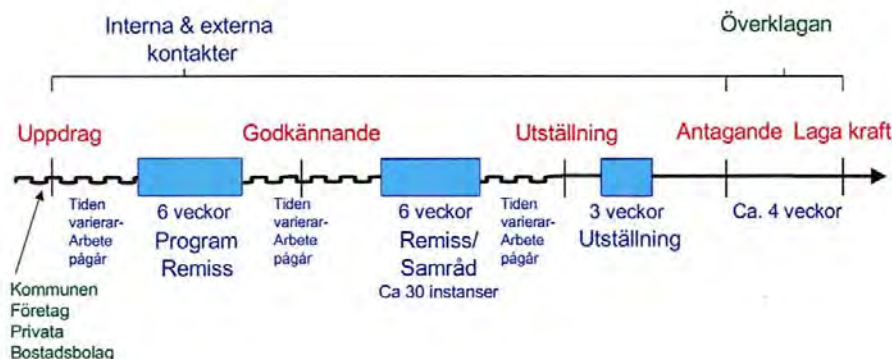 Interna & externa
kontakter
Överklagan
Uppdrag
Godkännande
Utställning
Antagande
Laga kraft
Tiden
varierar-
Arbete
pågår
6 veckor
Program
Remiss
Tiden
varierar-
Arbete
pågår
6 veckor
Remiss/
Samråd
Ca 30 instanser
Tiden
varierar-
Arbete
pågår
3 veckor
Utställning
Ca. 4 veckor
Kommunen
Företag
Privata
Bostadsbolag